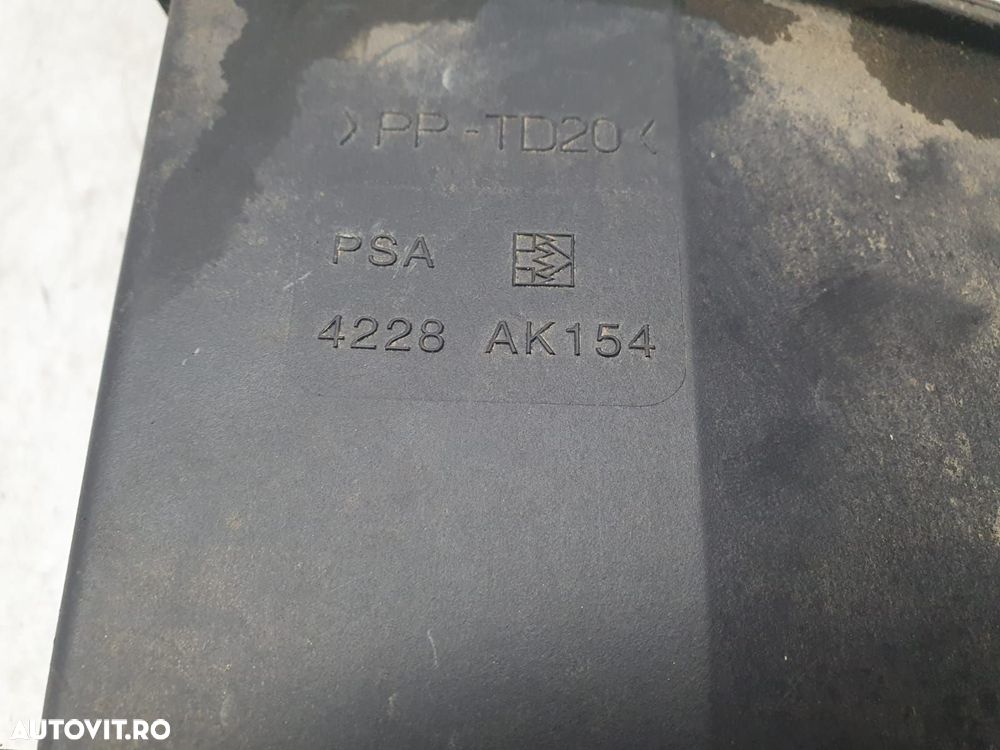 >PP-TD20<
PSA
4228 AK154
AUTOVIT.RO